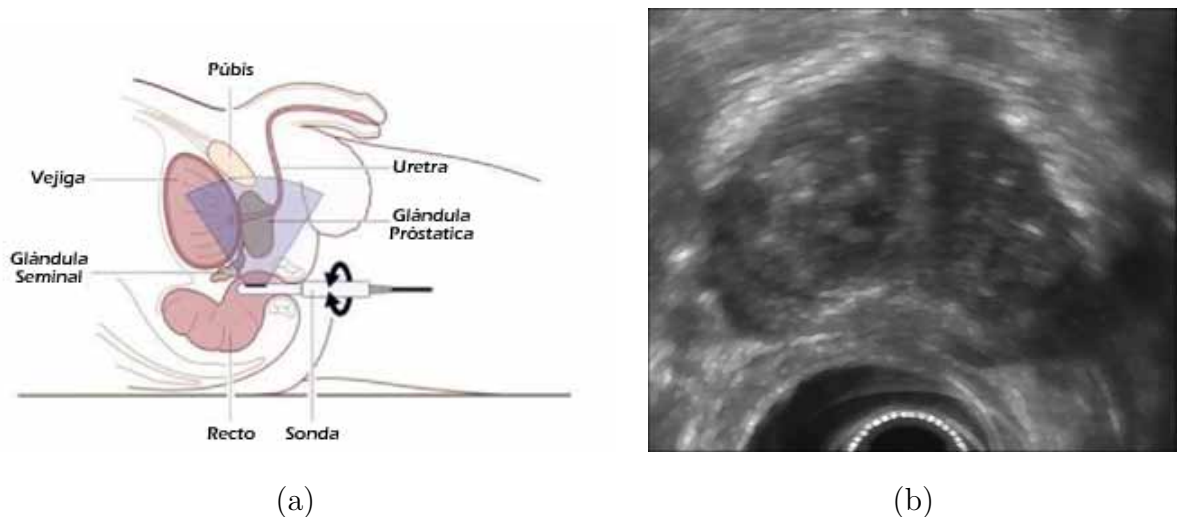 Púbis
Vejiga
Uretra
Glándula
Próstatica
Glándula
Seminal
Recto
Sonda
(a)
(b)